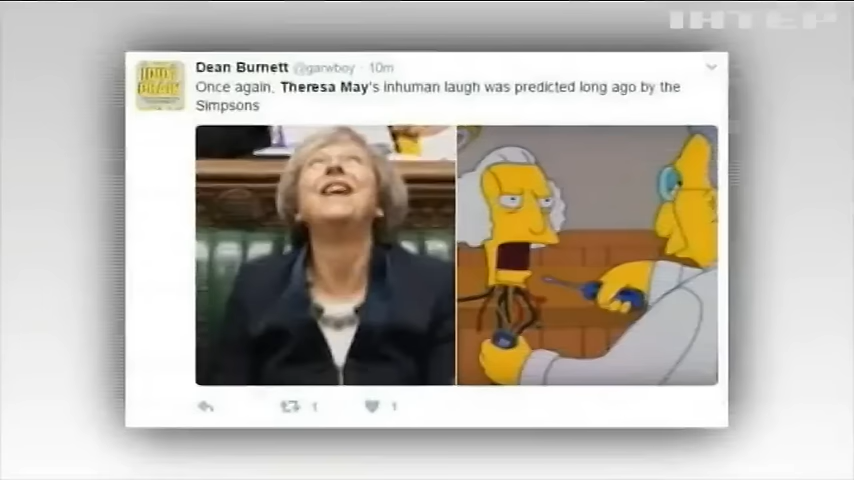 ІНТЕР
Dean Burnett @garwboy · 10m
Once again, Theresa May's inhuman laugh was predicted long ago by the
Simpsons
1
1